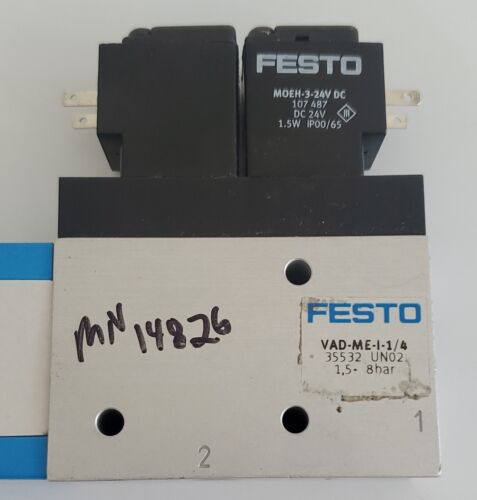 FESTO
MOEH-3-24V DC
107 487
DC 24V
1.5W IP00/65
MN 14826
FESTO
VAD-ME-I-1/4
35532 UN02
1,5- 8bar
1
2